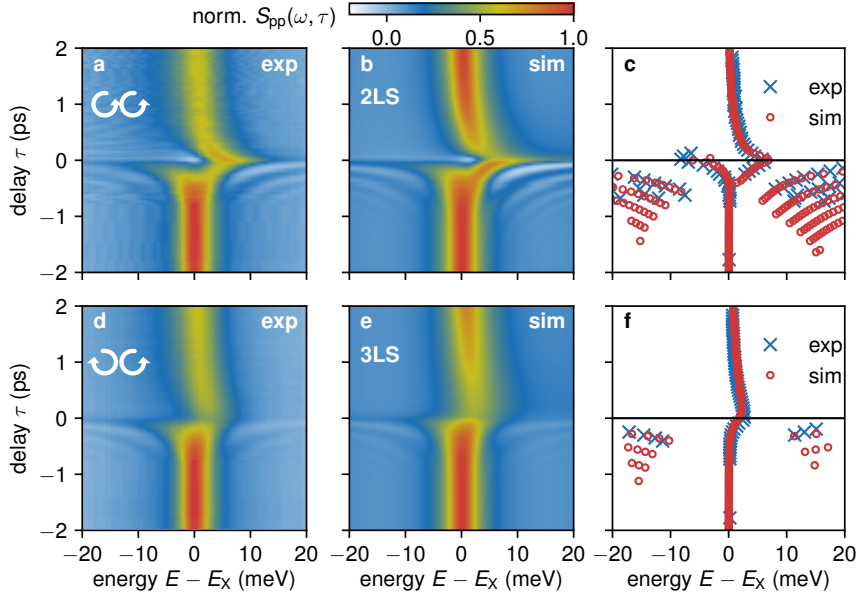 norm. S_pp(ω, τ)
0.0 0.5 1.0
a exp
b sim
2LS
c
exp
sim
delay τ (ps)
2
1
0
−1
−2
d exp
e sim
3LS
f
exp
sim
delay τ (ps)
2
1
0
−1
−2
−20 −10 0 10 20
−10 0 10
−20 −10 0 10 20
energy E − E_X (meV)
energy E − E_X (meV)
energy E − E_X (meV)